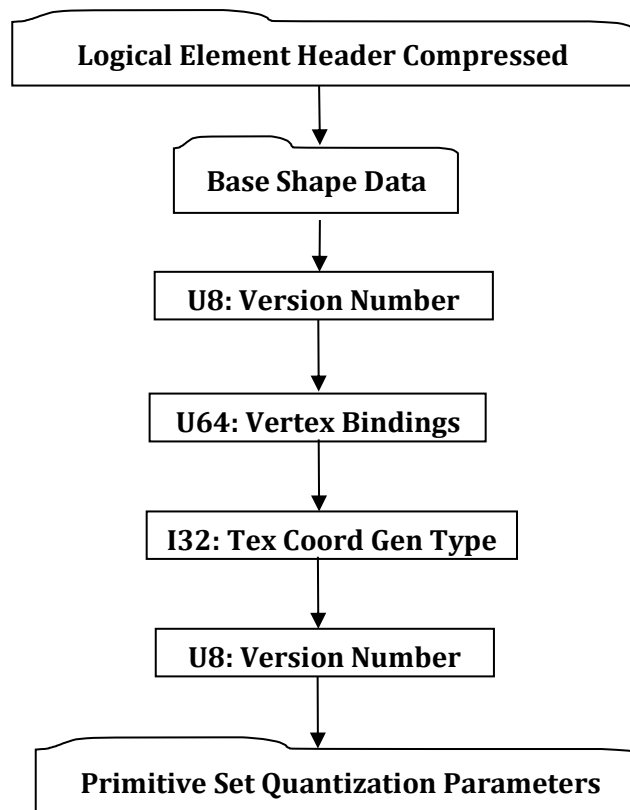 Logical Element Header Compressed
Base Shape Data
U8: Version Number
U64: Vertex Bindings
I32: Tex Coord Gen Type
U8: Version Number
Primitive Set Quantization Parameters